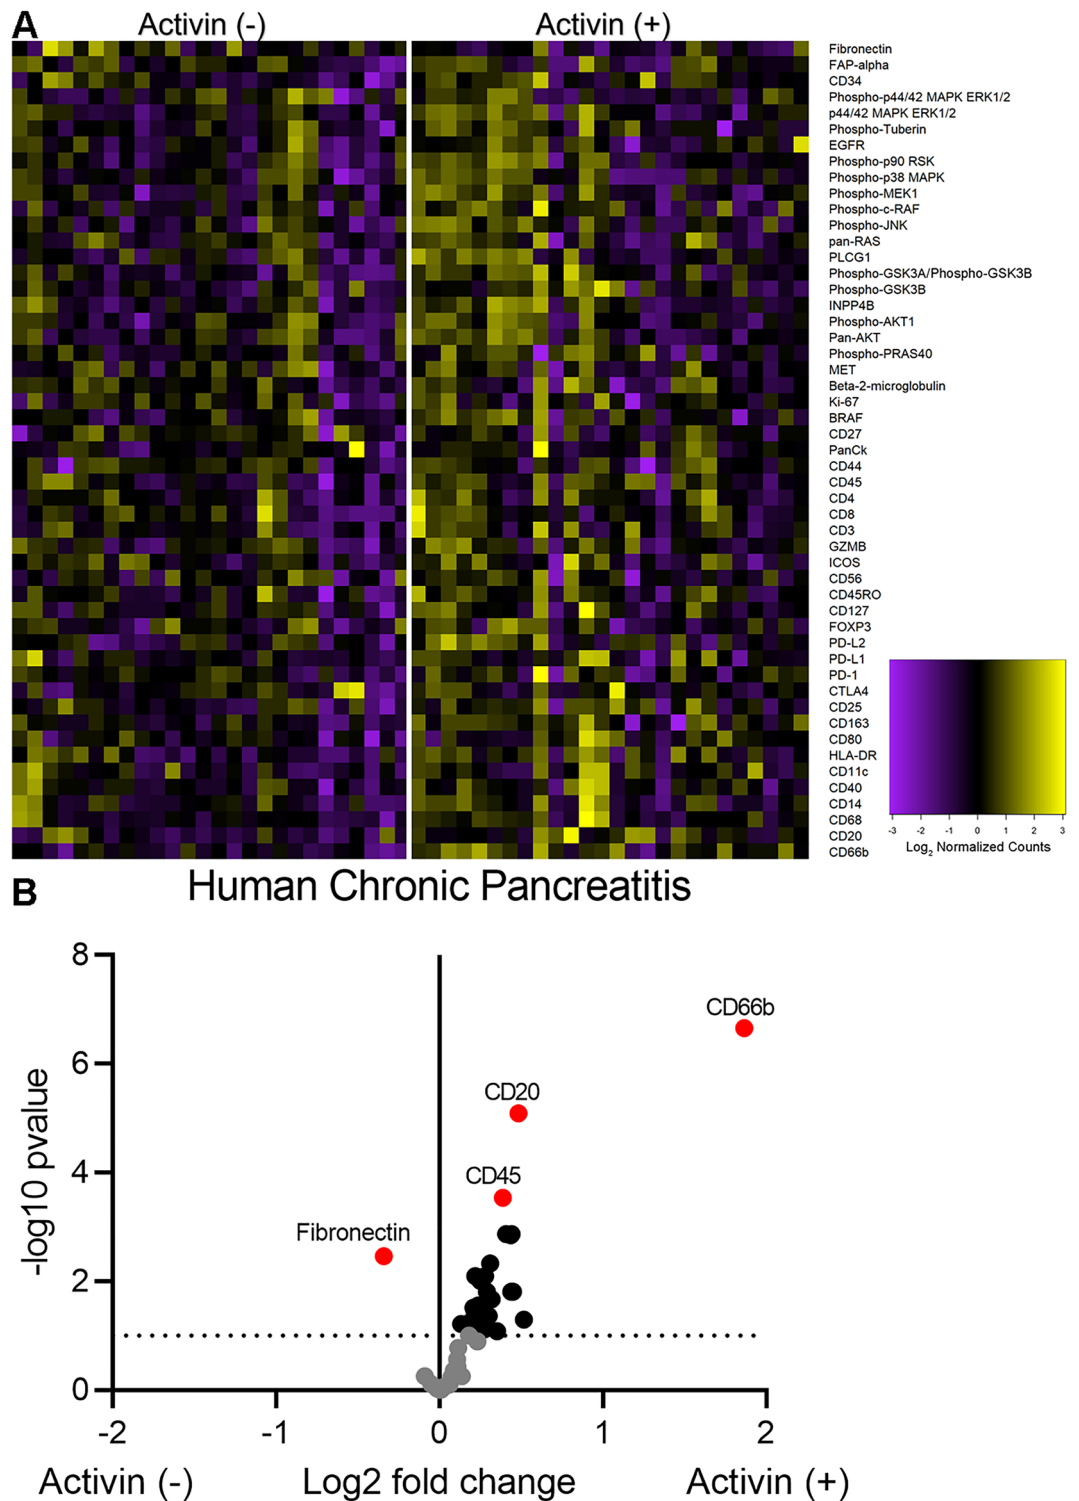 A
Activin (-)
Activin (+)
Fibronectin
FAP-alpha
CD34
Phospho-p44/42 MAPK ERK1/2
p44/42 MAPK ERK1/2
Phospho-Tuberin
EGFR
Phospho-p90 RSK
Phospho-p38 MAPK
Phospho-MEK1
Phospho-c-RAF
Phospho-JNK
pan-RAS
PLCG1
Phospho-GSK3A/Phospho-GSK3B
Phospho-GSK3B
INPP4B
Phospho-AKT1
Pan-AKT
Phospho-PRAS40
MET
Beta-2-microglobulin
Ki-67
BRAF
CD27
PanCk
CD44
CD45
CD4
CD8
CD3
GZMB
ICOS
CD56
CD45RO
CD127
FOXP3
PD-L2
PD-L1
PD-1
CTLA4
CD25
CD163
CD80
HLA-DR
CD11c
CD40
CD14
CD68
CD20
CD66b
-3 -2 -1 0 1 2 3
Log2 Normalized Counts
B
Human Chronic Pancreatitis
8
6
4
2
0
-log10 pvalue
CD66b
CD20
CD45
Fibronectin
-2 -1 0 1 2
Activin (-)
Log2 fold change
Activin (+)